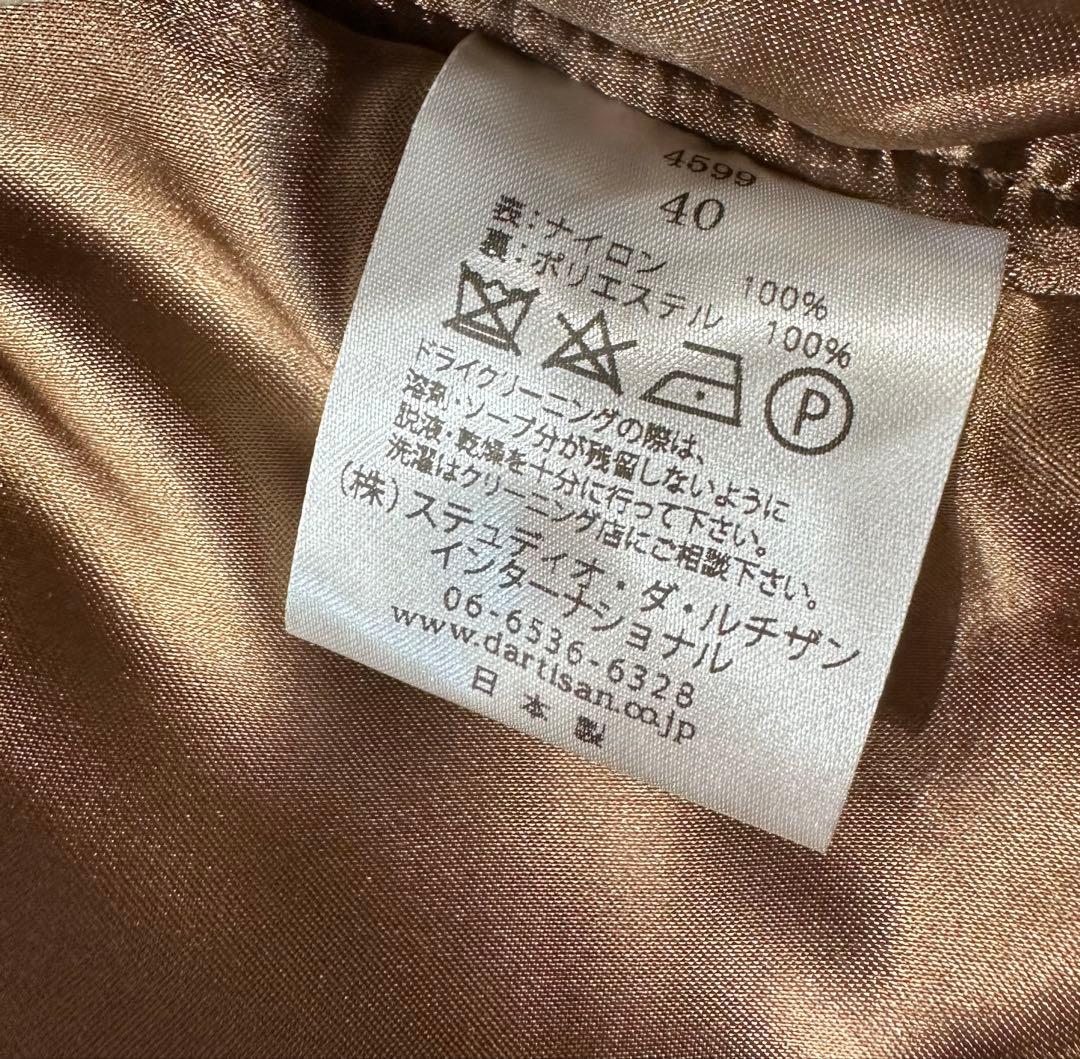 4599
40
表：ナイロン 100%
裏：ポリエステル 100%
P
ドライクリーニングの際は、
溶剤・ソープ分が残留しないように
脱液・乾燥を十分に行って下さい。
洗濯はクリーニング店にご相談下さい。
(株)ステュディオ・ダ・ルチザン
インターナショナル
06-6536-6328
www.dartisan.co.jp
日本製